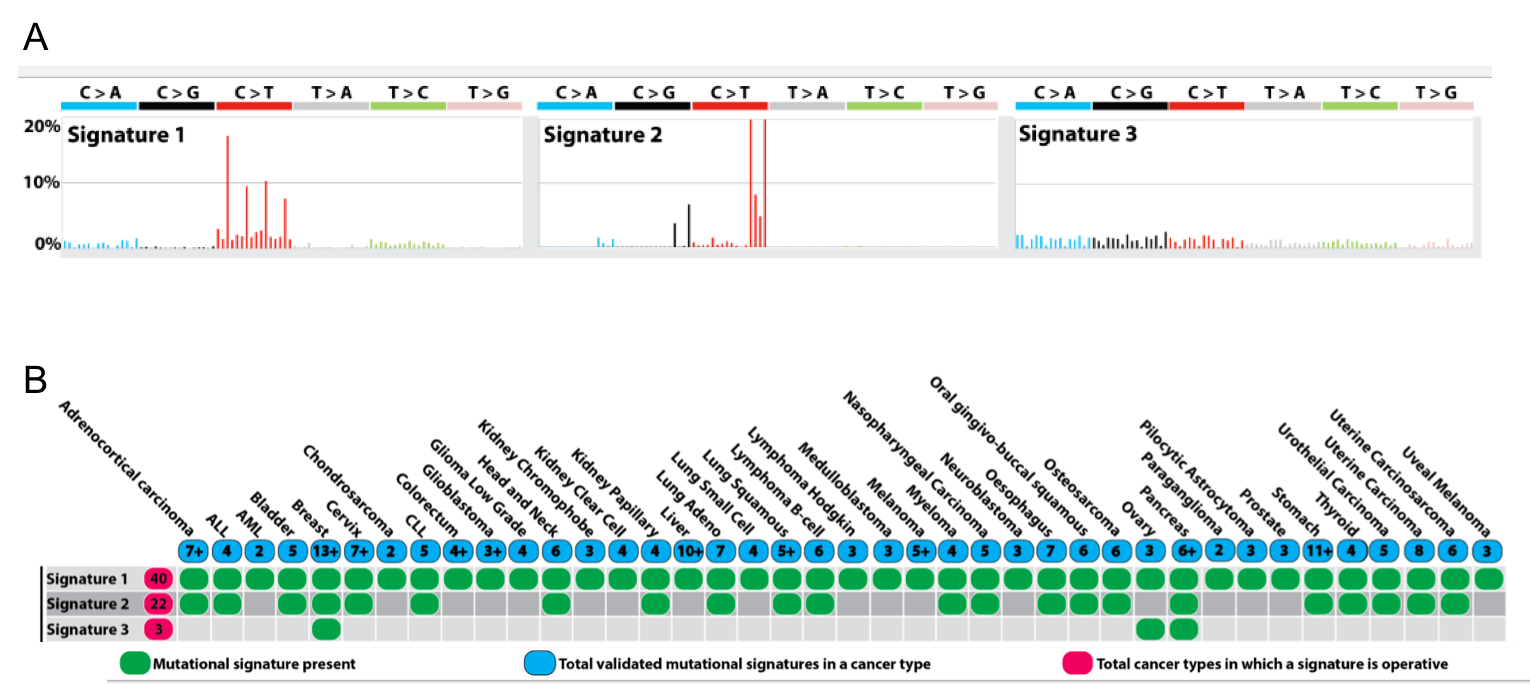 A
C > A C > G C > T T > A T > C T > G C > A C > G C > T T > A T > C T > G C > A C > G C > T T > A T > C T > G
20%
10%
0%
Signature 1
Signature 2
Signature 3
B
Adrenocortical carcinoma
ALL
AML
Bladder
Breast
Cervix
Chondrosarcoma
CLL
Colorectum
Glioblastoma
Glioma Low Grade
Head and Neck
Kidney Chromophobe
Kidney Clear Cell
Kidney Papillary
Liver
Lung Adeno
Lung Small Cell
Lung Squamous
Lymphoma B-cell
Lymphoma Hodgkin
Medulloblastoma
Melanoma
Myeloma
Nasopharyngeal Carcinoma
Neuroblastoma
Oesophagus
Oral gingivo-buccal squamous
Osteosarcoma
Ovary
Pancreas
Paraganglioma
Pilocytic Astrocytoma
Prostate
Stomach
Thyroid
Urothelial Carcinoma
Uterine Carcinoma
Uterine Carcinosarcoma
Uveal Melanoma
7+ 4 2 5 13+ 7+ 2 5 4+ 3+ 4 6 3 4 4 10+ 7 4 5+ 6 3 3 5+ 4 5 3 7 6 6 3 6+ 2 3 3 11+ 4 5 8 6 3
Signature 1 40
Signature 2 22
Signature 3 3
Mutational signature present
Total validated mutational signatures in a cancer type
Total cancer types in which a signature is operative